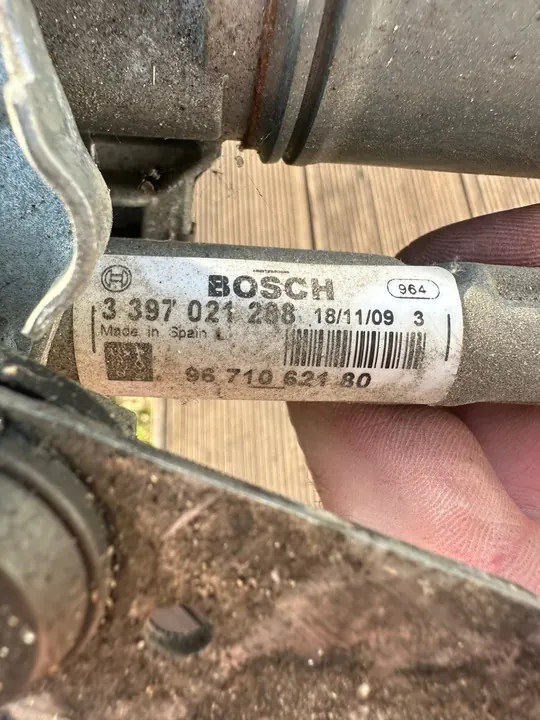 BOSCH 964
3 397 021 288 18/11/09 3
Made in Spain L
96 710 621 80